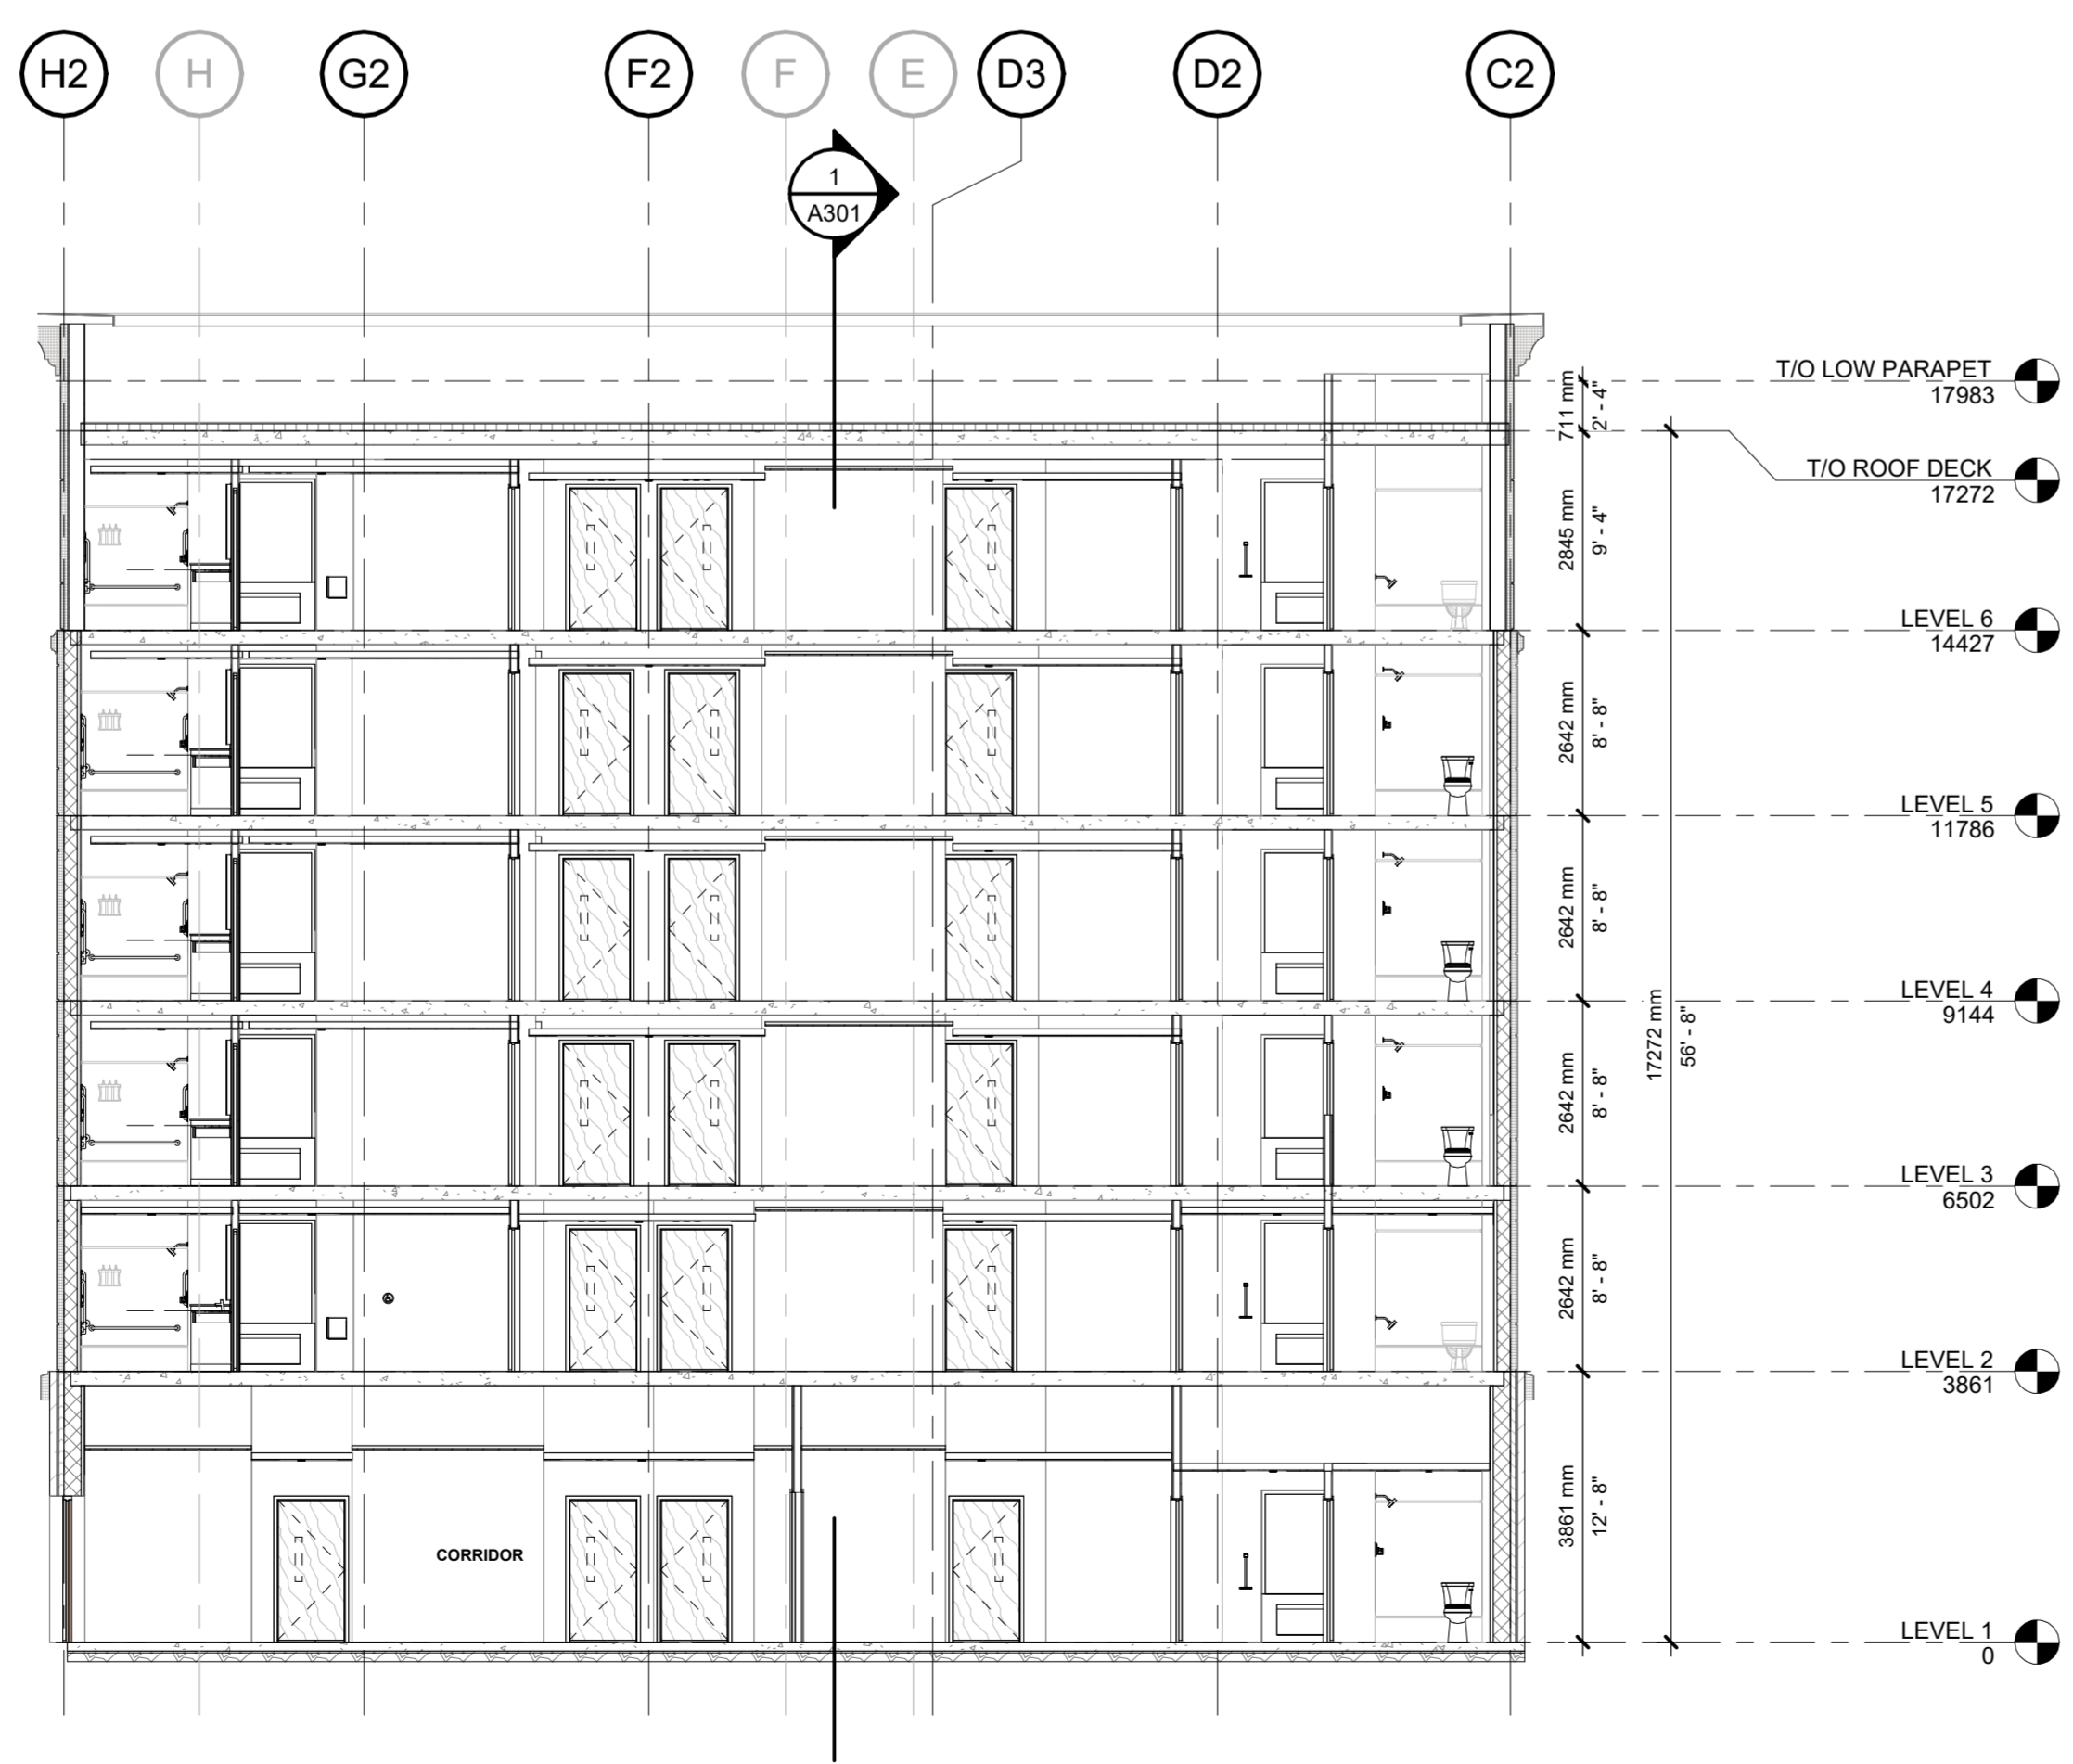 H2
H
G2
F2
F
E
D3
D2
C2
1
A301
T/O LOW PARAPET
17983
711 mm
2' - 4"
T/O ROOF DECK
17272
2845 mm
9' - 4"
LEVEL 6
14427
2642 mm
8' - 8"
LEVEL 5
11786
2642 mm
8' - 8"
LEVEL 4
9144
17272 mm
56' - 8"
2642 mm
8' - 8"
LEVEL 3
6502
2642 mm
8' - 8"
LEVEL 2
3861
3861 mm
12' - 8"
CORRIDOR
LEVEL 1
0